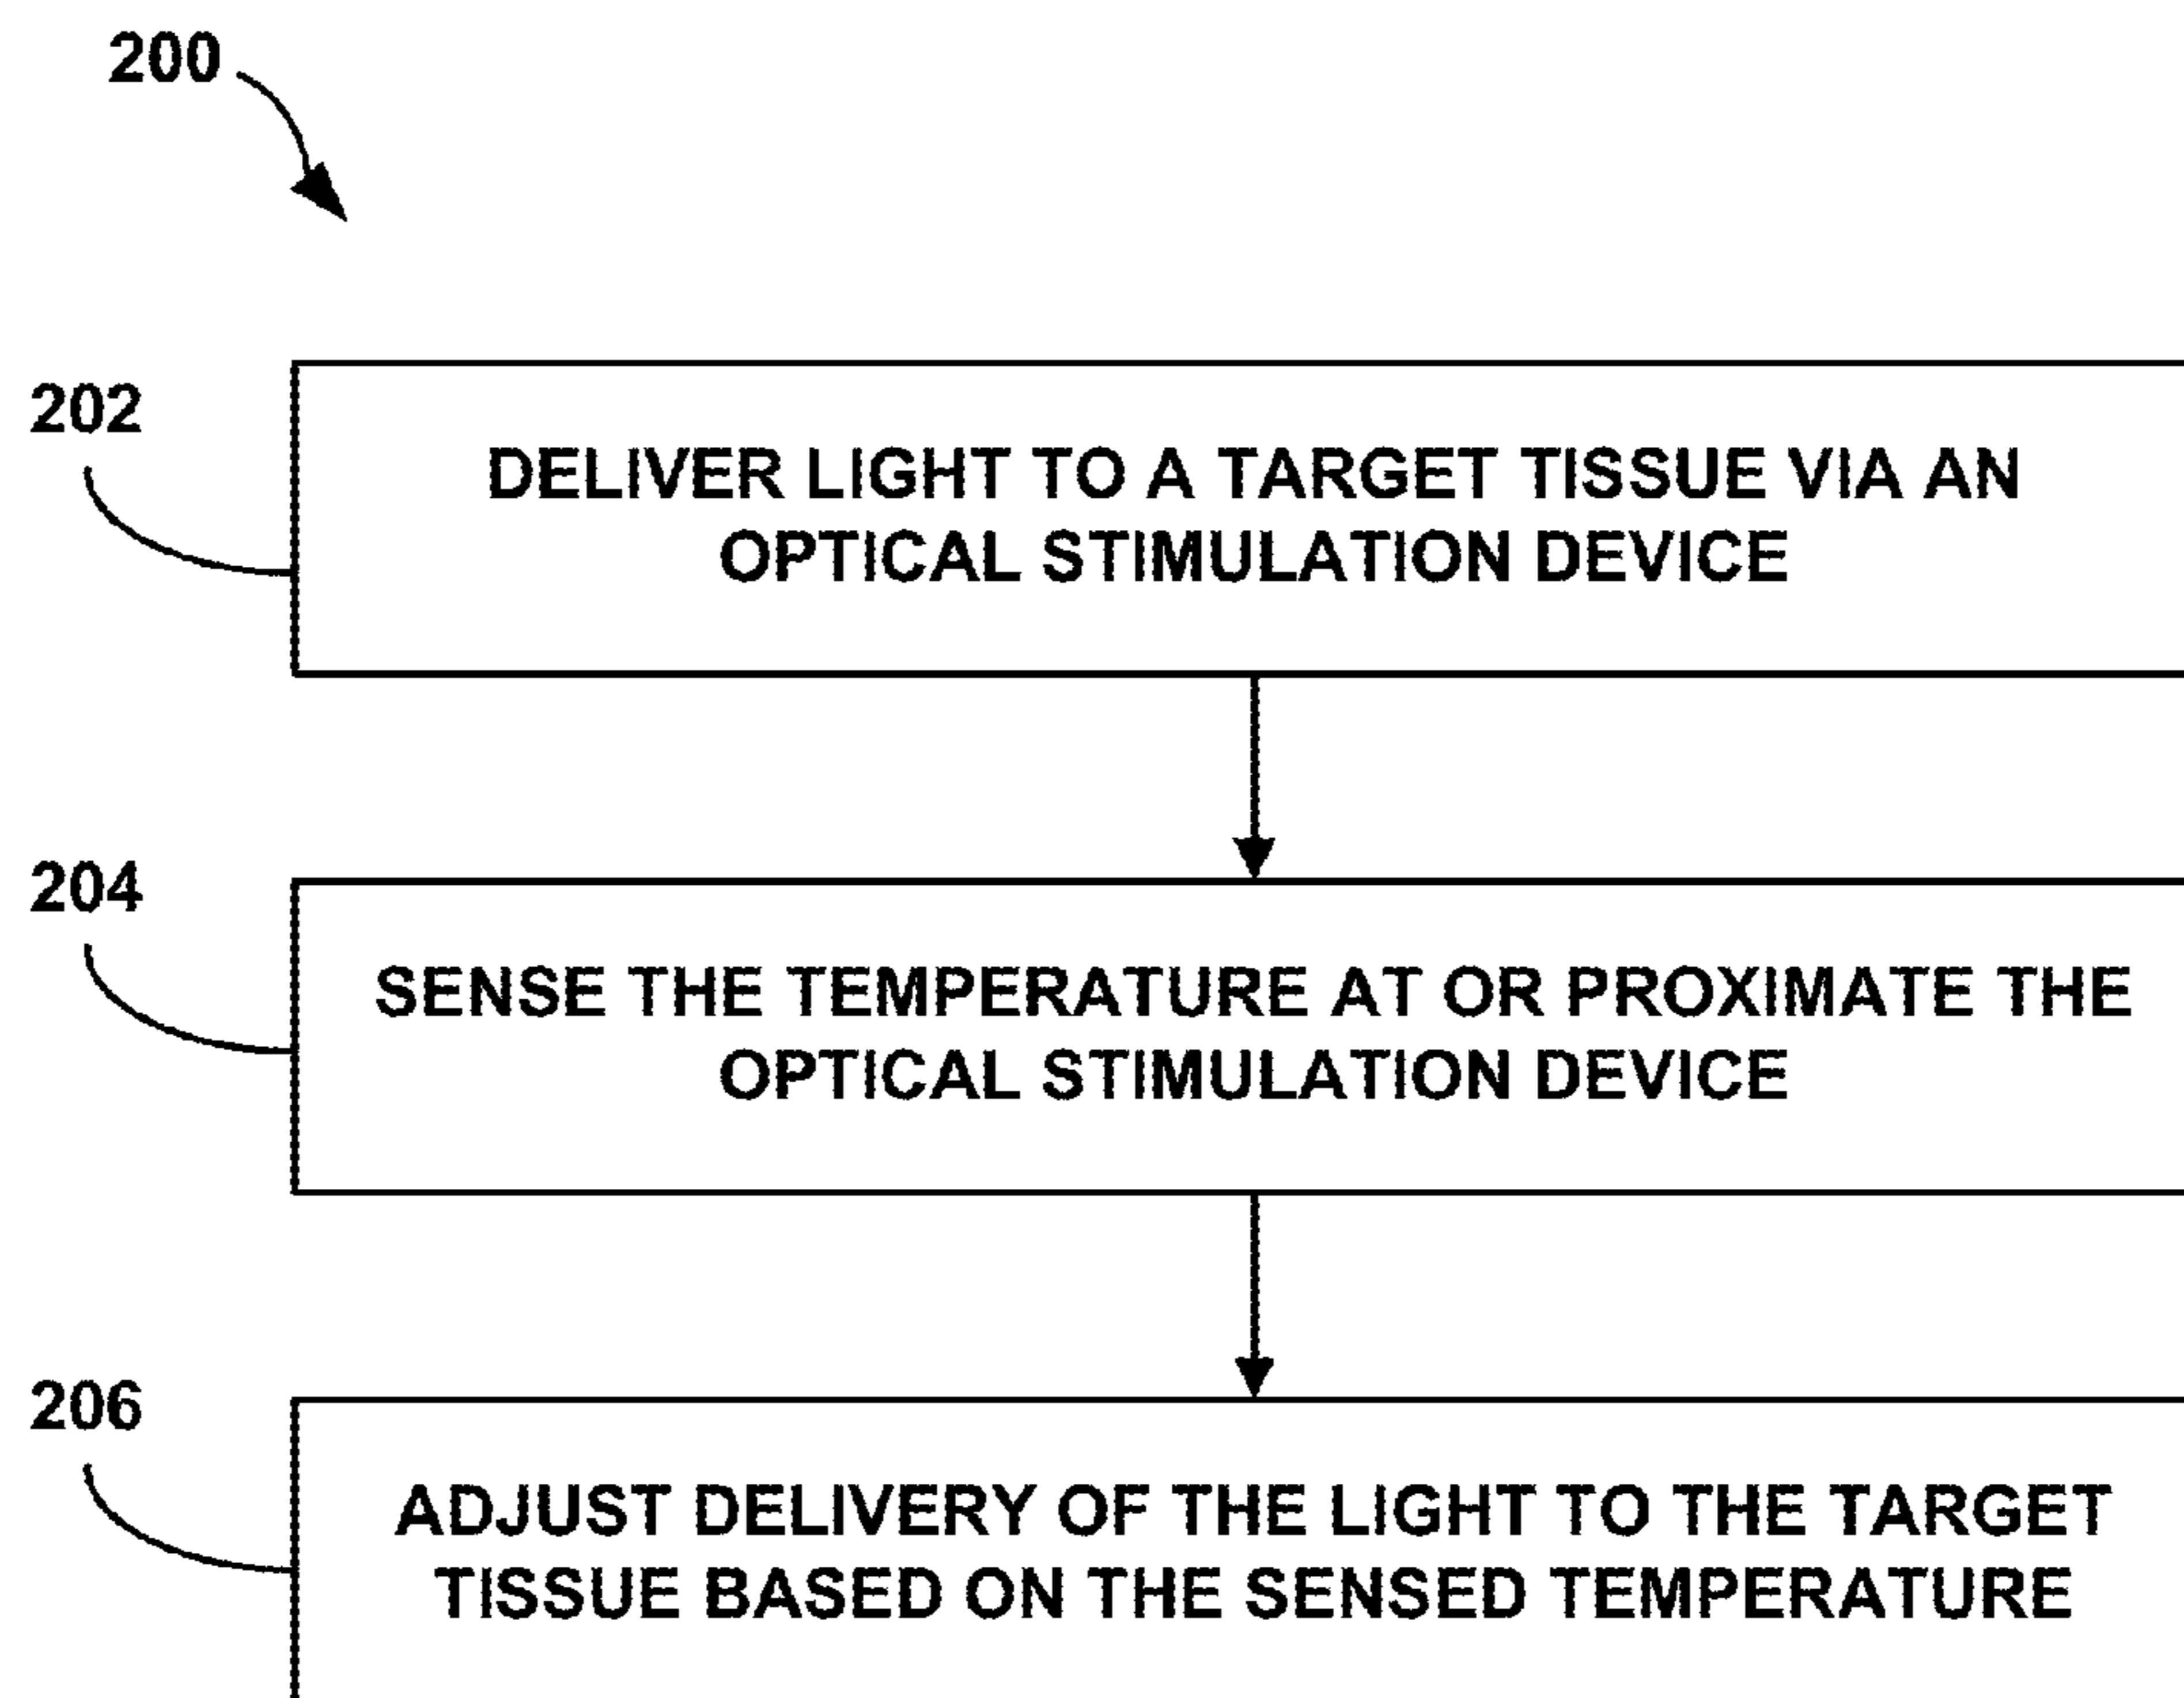 200
202
DELIVER LIGHT TO A TARGET TISSUE VIA AN
OPTICAL STIMULATION DEVICE
204
SENSE THE TEMPERATURE AT OR PROXIMATE THE
OPTICAL STIMULATION DEVICE
206
ADJUST DELIVERY OF THE LIGHT TO THE TARGET
TISSUE BASED ON THE SENSED TEMPERATURE